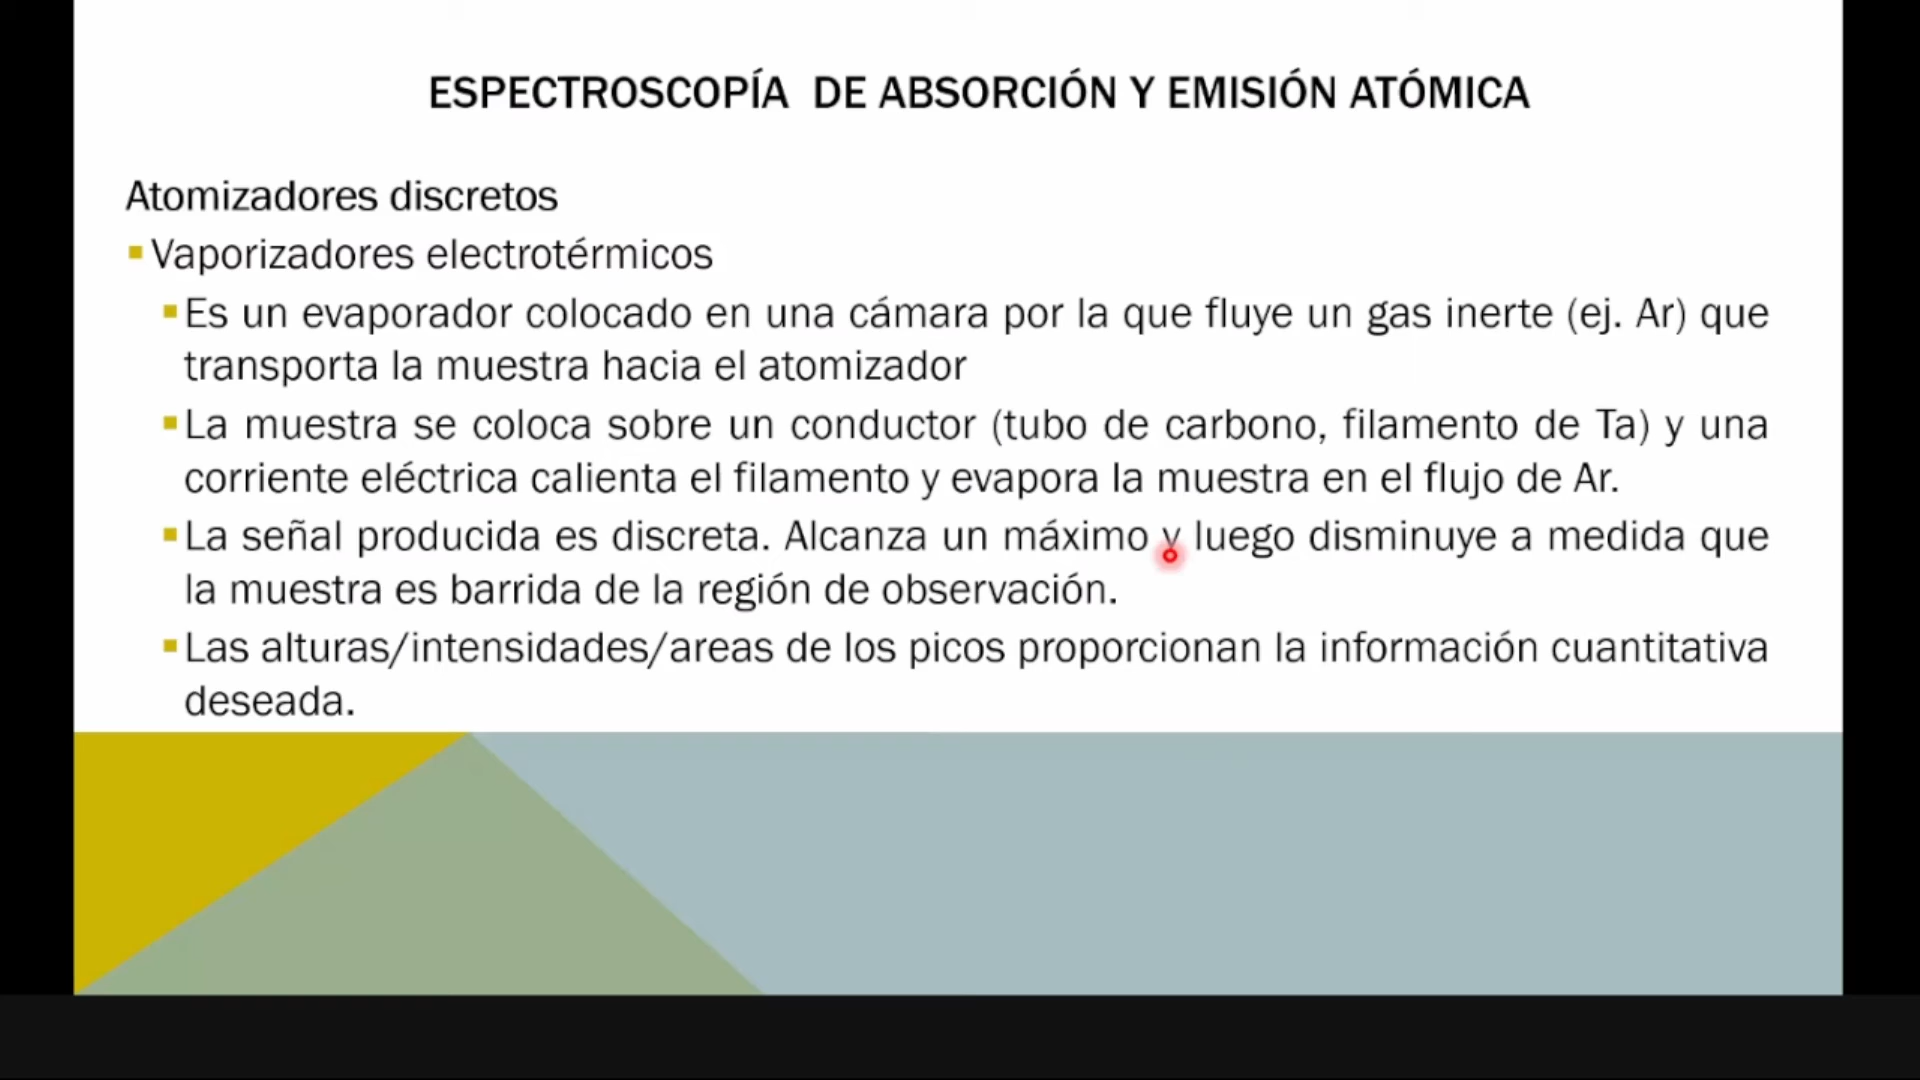 ESPECTROSCOPÍA DE ABSORCIÓN Y EMISIÓN ATÓMICA
Atomizadores discretos
Vaporizadores electrotérmicos
Es un evaporador colocado en una cámara por la que fluye un gas inerte (ej. Ar) que
transporta la muestra hacia el atomizador
La muestra se coloca sobre un conductor (tubo de carbono, filamento de Ta) y una
corriente eléctrica calienta el filamento y evapora la muestra en el flujo de Ar.
La señal producida es discreta. Alcanza un máximo y luego disminuye a medida que
la muestra es barrida de la región de observación.
Las alturas/intensidades/areas de los picos proporcionan la información cuantitativa
deseada.